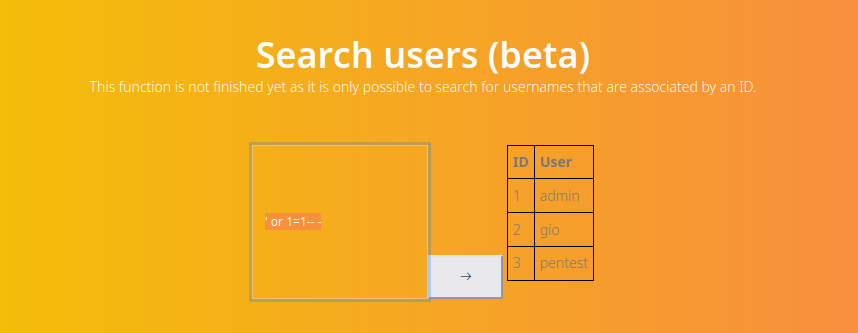 Search users (beta)
This function is not finished yet as it is only possible to search for usernames that are associated by an ID.
' or 1=1-- -
→
ID User
1 admin
2 gio
3 pentest